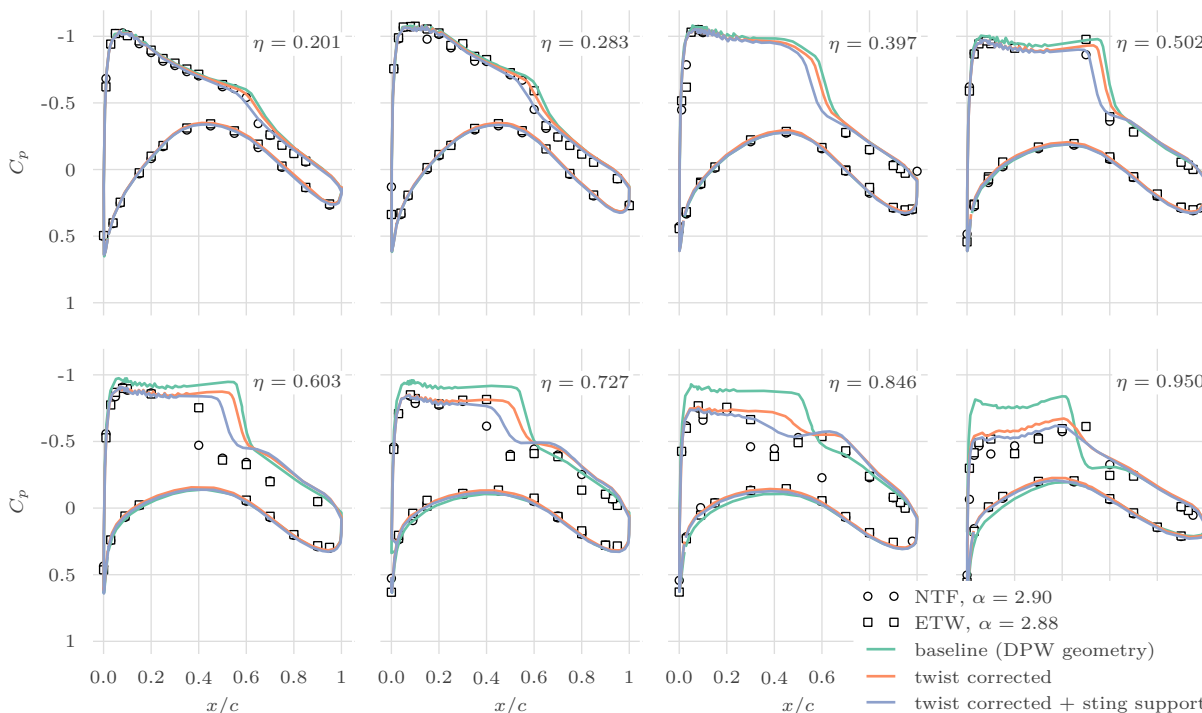 -1
-0.5
0
0.5
1
C_p
η = 0.201
η = 0.283
η = 0.397
η = 0.502
-1
-0.5
0
0.5
1
C_p
η = 0.603
η = 0.727
η = 0.846
η = 0.950
0.0 0.2 0.4 0.6 0.8 1
0.0 0.2 0.4 0.6 0.8 1
0.0 0.2 0.4 0.6
x/c
x/c
x/c
NTF, α = 2.90
ETW, α = 2.88
baseline (DPW geometry)
twist corrected
twist corrected + sting support